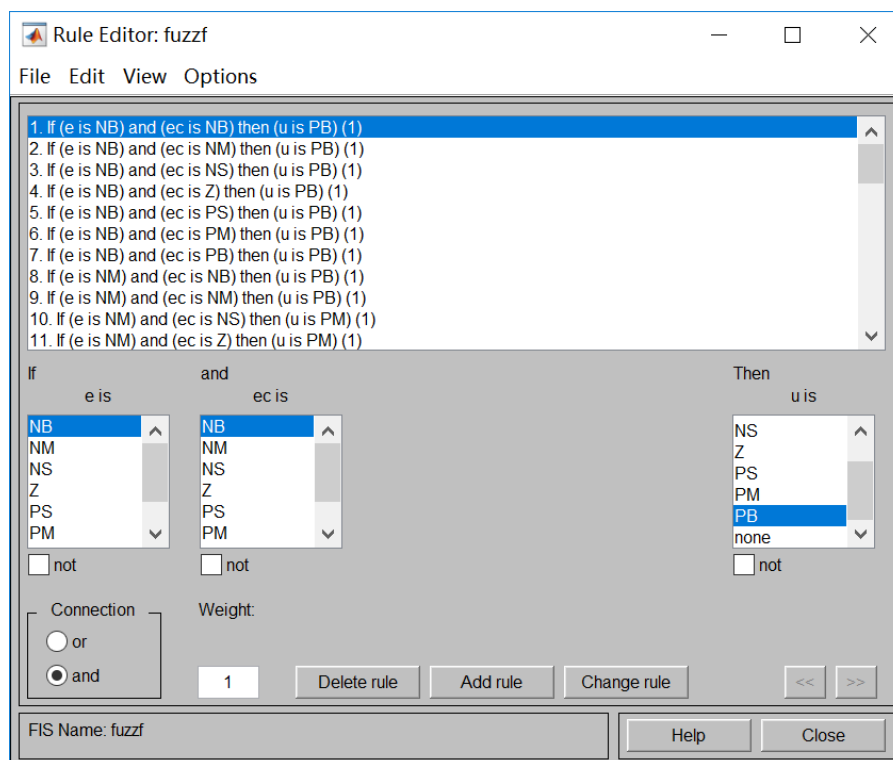 Rule Editor: fuzzf
File Edit View Options
1. If (e is NB) and (ec is NB) then (u is PB) (1)
2. If (e is NB) and (ec is NM) then (u is PB) (1)
3. If (e is NB) and (ec is NS) then (u is PB) (1)
4. If (e is NB) and (ec is Z) then (u is PB) (1)
5. If (e is NB) and (ec is PS) then (u is PB) (1)
6. If (e is NB) and (ec is PM) then (u is PB) (1)
7. If (e is NB) and (ec is PB) then (u is PB) (1)
8. If (e is NM) and (ec is NB) then (u is PB) (1)
9. If (e is NM) and (ec is NM) then (u is PB) (1)
10. If (e is NM) and (ec is NS) then (u is PM) (1)
11. If (e is NM) and (ec is Z) then (u is PM) (1)
If and Then
e is ec is u is
NB NB NS
NM NM Z
NS NS PS
Z Z PM
PS PS PB
PM PM none
not not not
Connection Weight:
or
and 1 Delete rule Add rule Change rule << >>
FIS Name: fuzzf Help Close